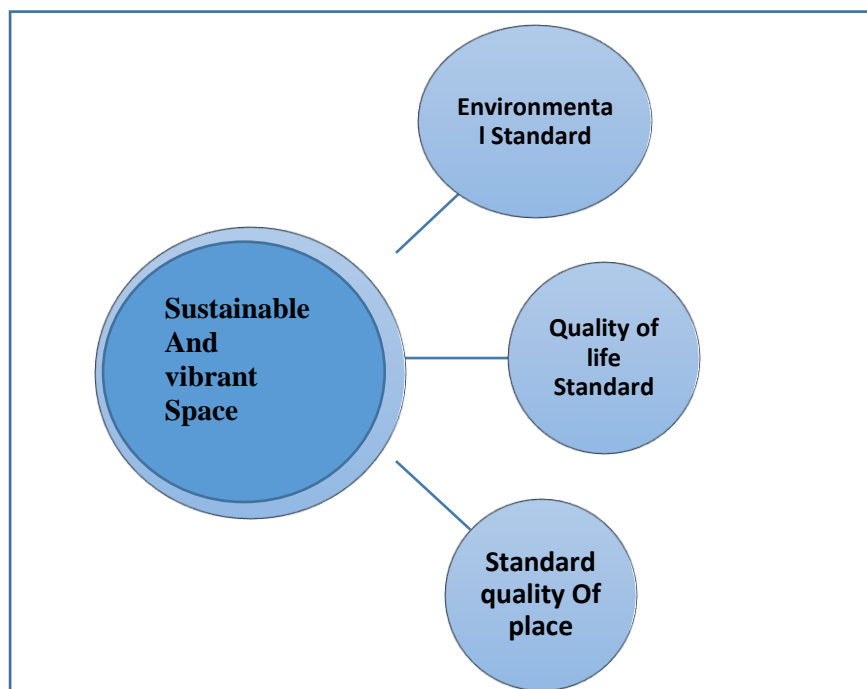 Environmenta
l Standard
Sustainable
And
vibrant
Space
Quality of
life
Standard
Standard
quality Of
place